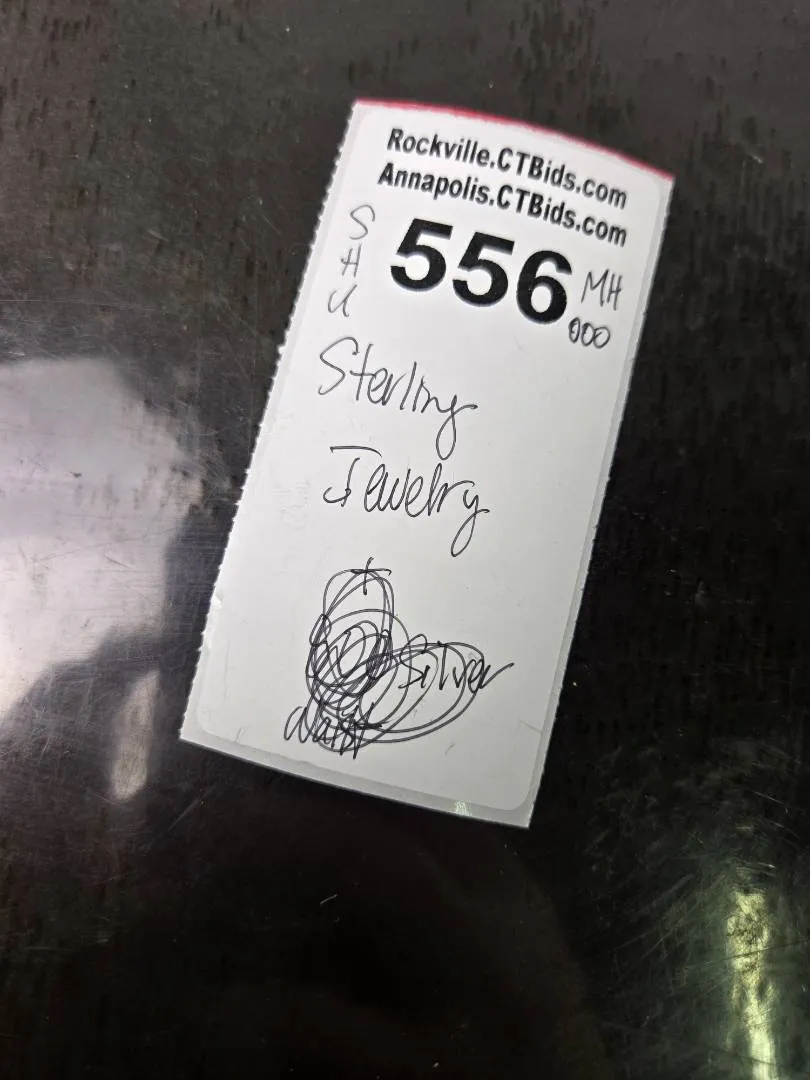 Rockville.CTBids.com
Annapolis.CTBids.com
S
H
U
556 MH
000
Sterling
Jewelry
+
Silver